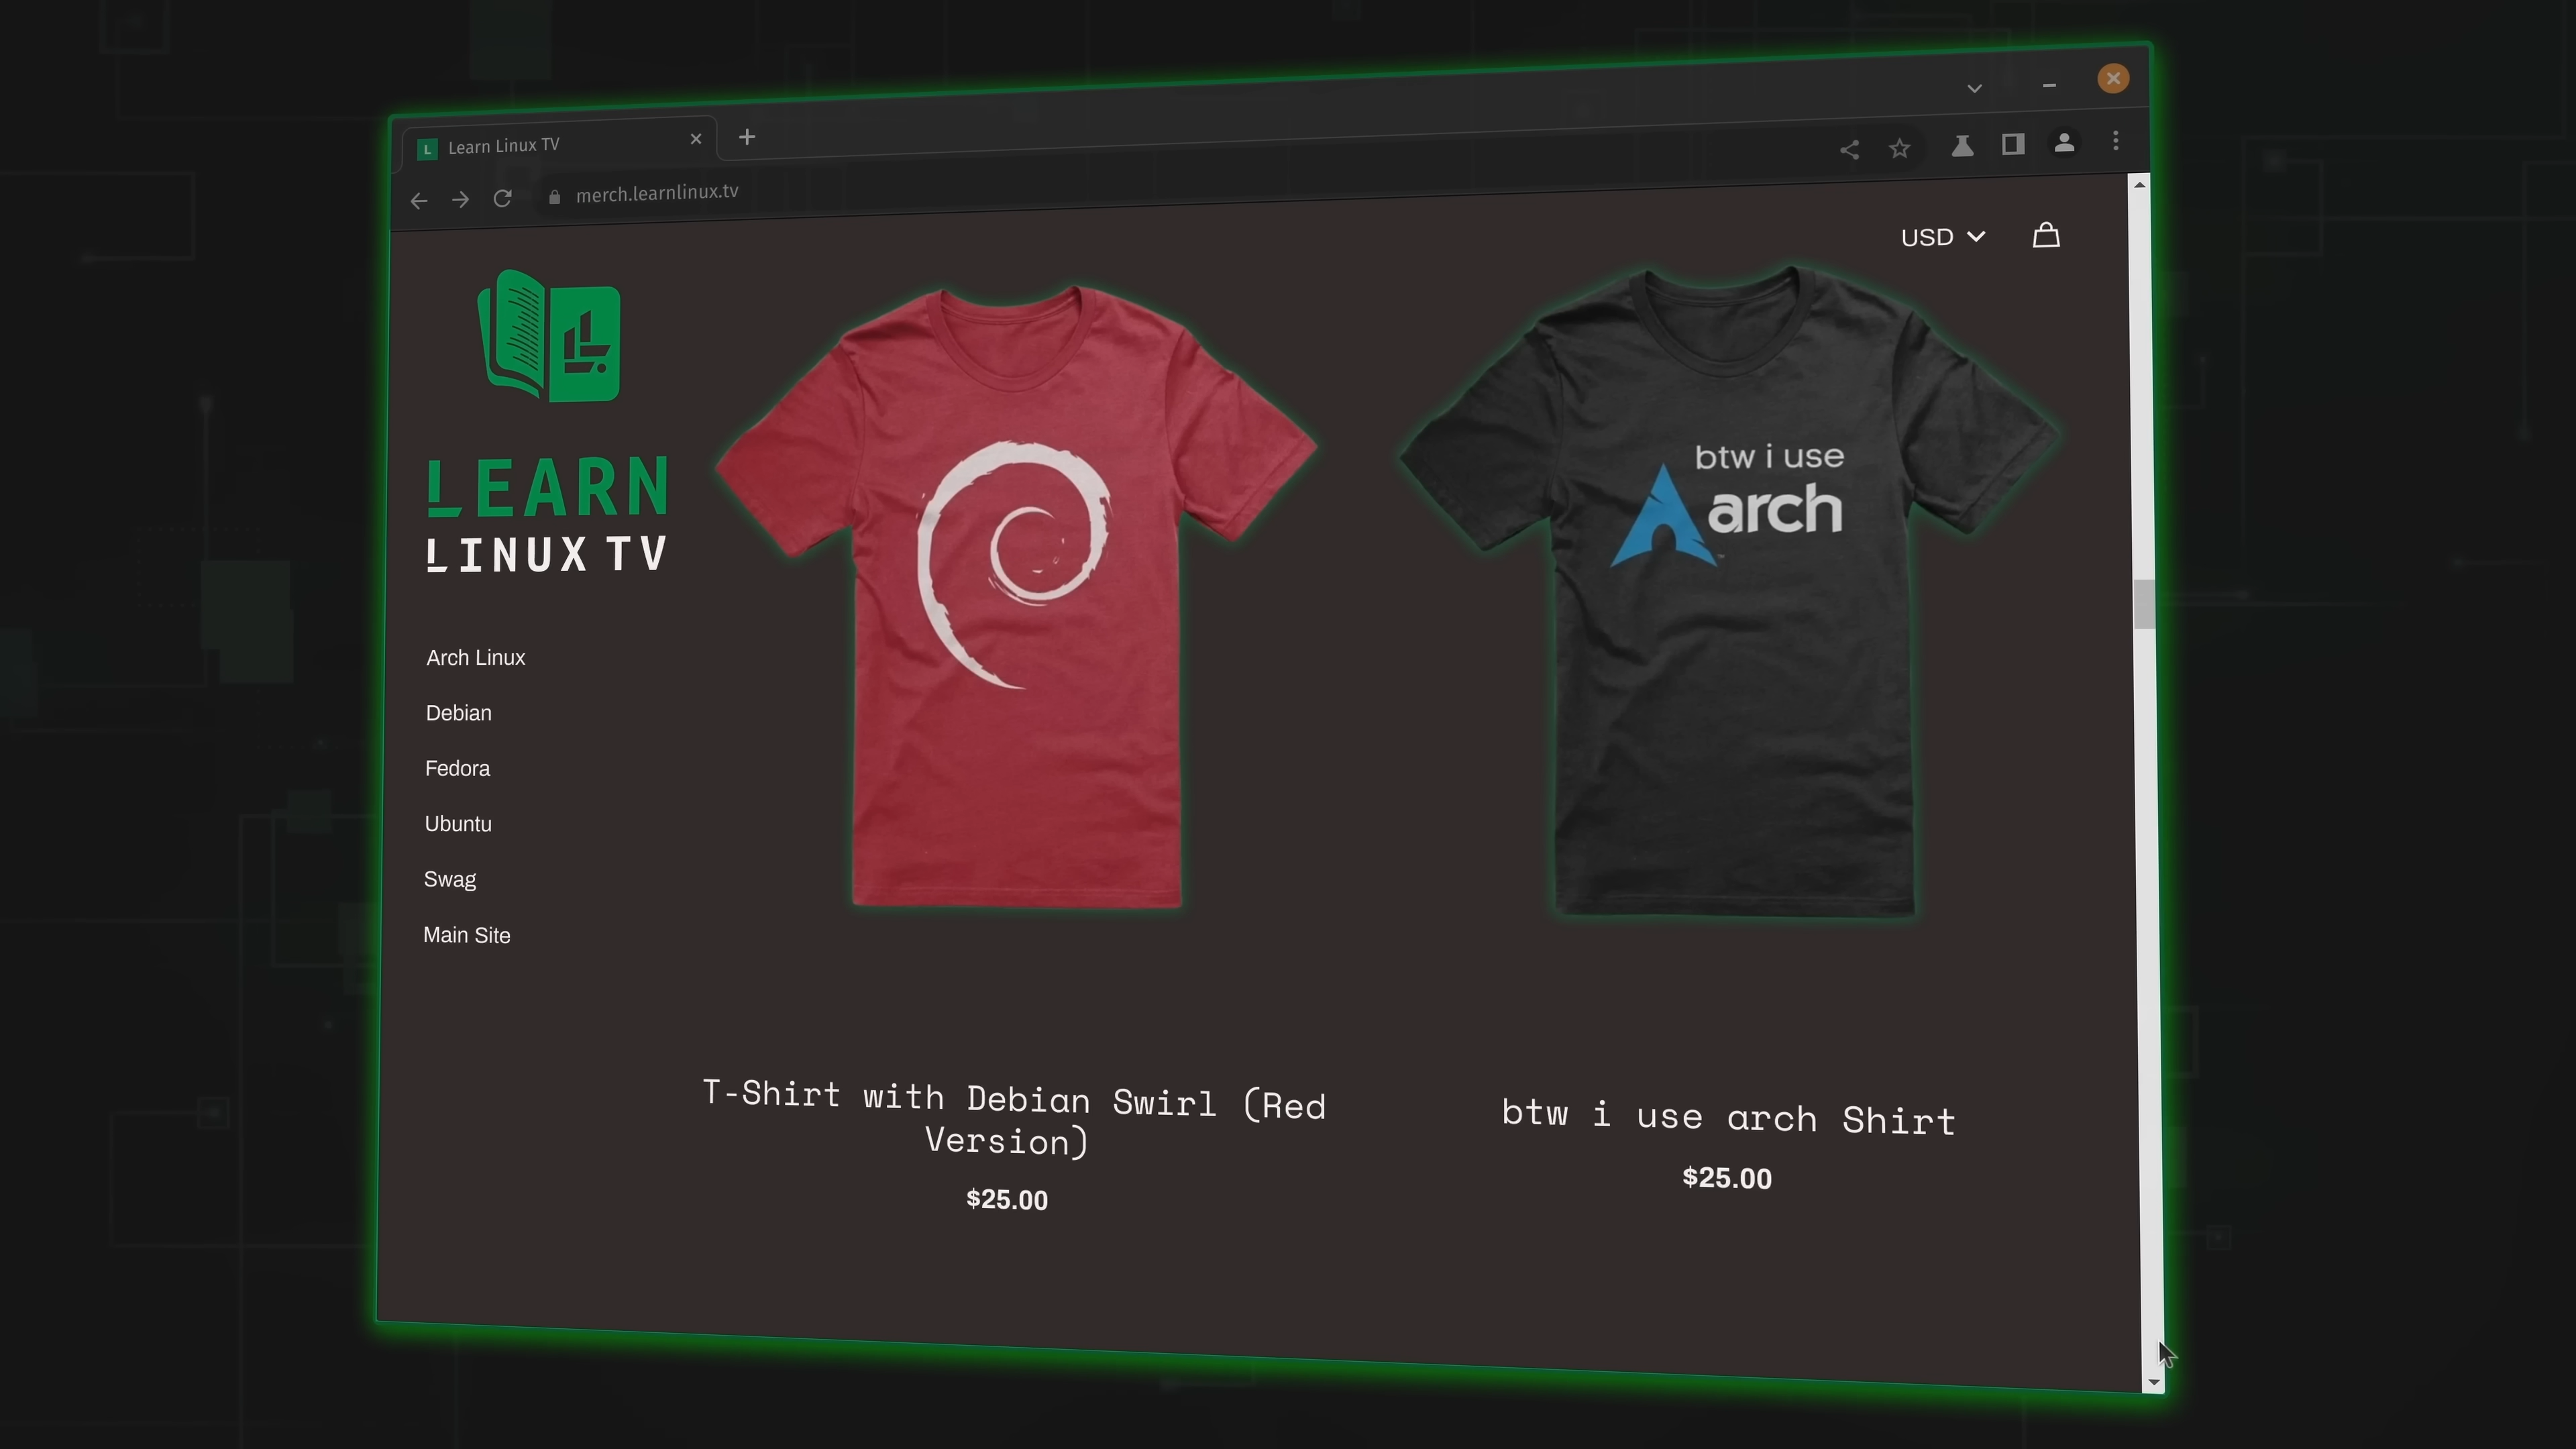 L Learn Linux TV
merch.learnlinux.tv
USD
LEARN
LINUX TV
Arch Linux
Debian
Fedora
Ubuntu
Swag
Main Site
btw i use
arch
T-Shirt with Debian Swirl (Red
Version)
$25.00
btw i use arch Shirt
$25.00